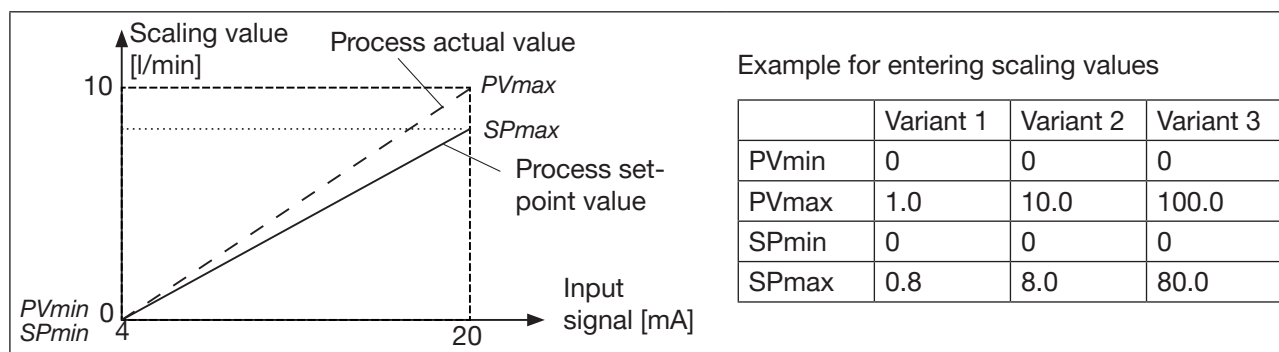 Scaling value
[l/min]
Process actual value
10
PVmax
SPmax
Process set-
point value
PVmin
SPmin
0
4
20
Input
signal [mA]
Example for entering scaling values
Variant 1 Variant 2 Variant 3
PVmin 0 0 0
PVmax 1.0 10.0 100.0
SPmin 0 0 0
SPmax 0.8 8.0 80.0